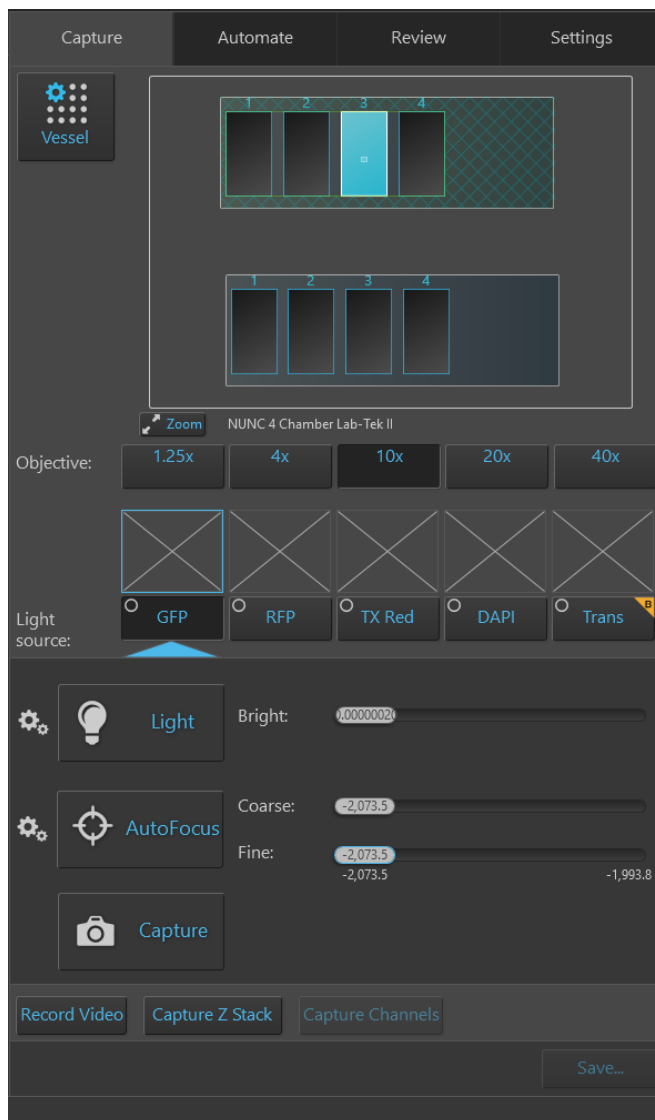 Capture Automate Review Settings
Vessel
1 2 3 4
1 2 3 4
Zoom NUNC 4 Chamber Lab-Tek II
Objective: 1.25x 4x 10x 20x 40x
Light source: GFP RFP TX Red DAPI Trans B
Light Bright: 0.00000020
Coarse: -2,073.5
AutoFocus
Fine: -2,073.5
-2,073.5 -1,993.8
Capture
Record Video Capture Z Stack Capture Channels
Save...